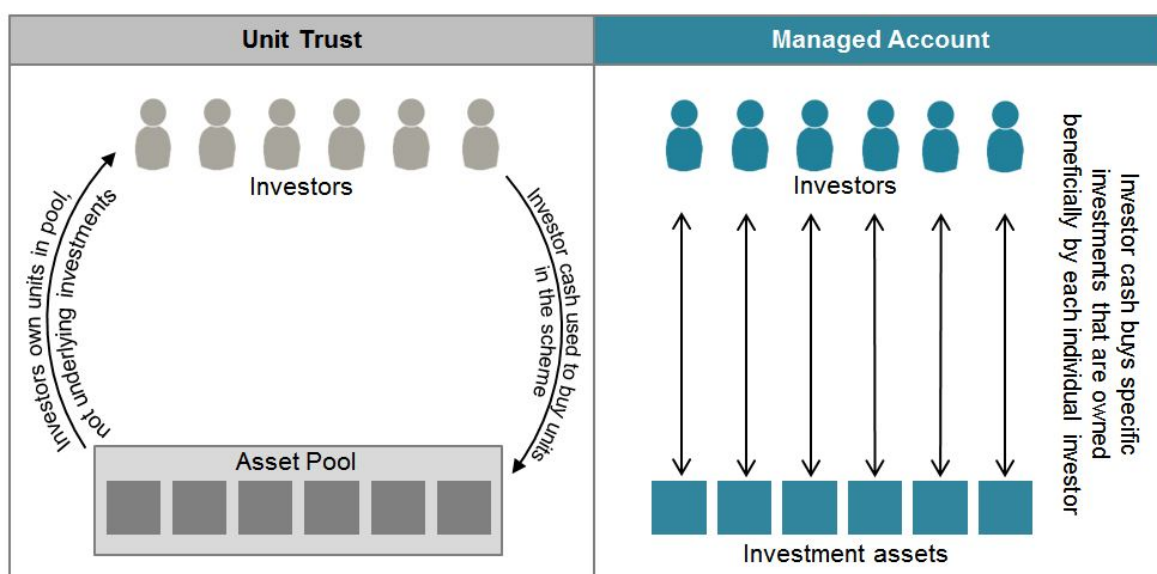 Unit Trust
Managed Account
Investors
Investors own units in pool,
not underlying investments
Investor cash used to buy units
in the scheme
Asset Pool
Investors
Investor cash buys specific
investments that are owned
beneficially by each individual investor
Investment assets